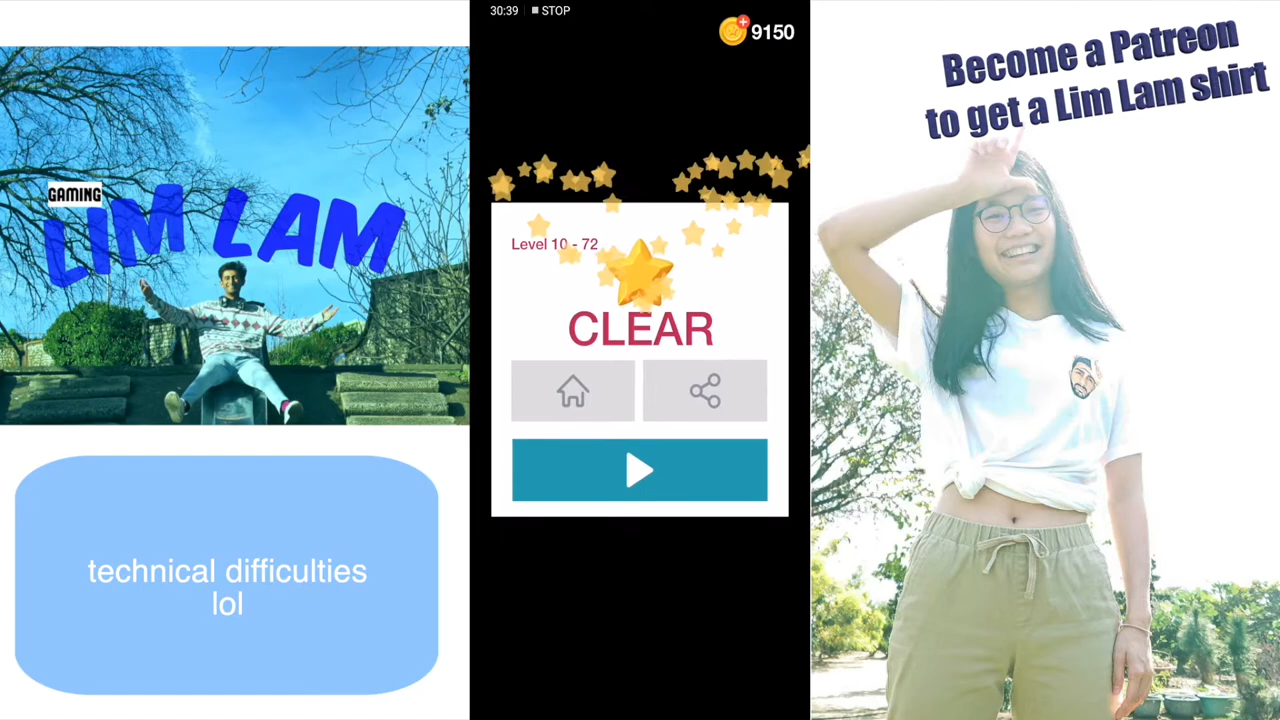 GAMING
LIM LAM
technical difficulties
lol
30:39 STOP
9150
Level 10 - 72
CLEAR
Become a Patreon
to get a Lim Lam shirt